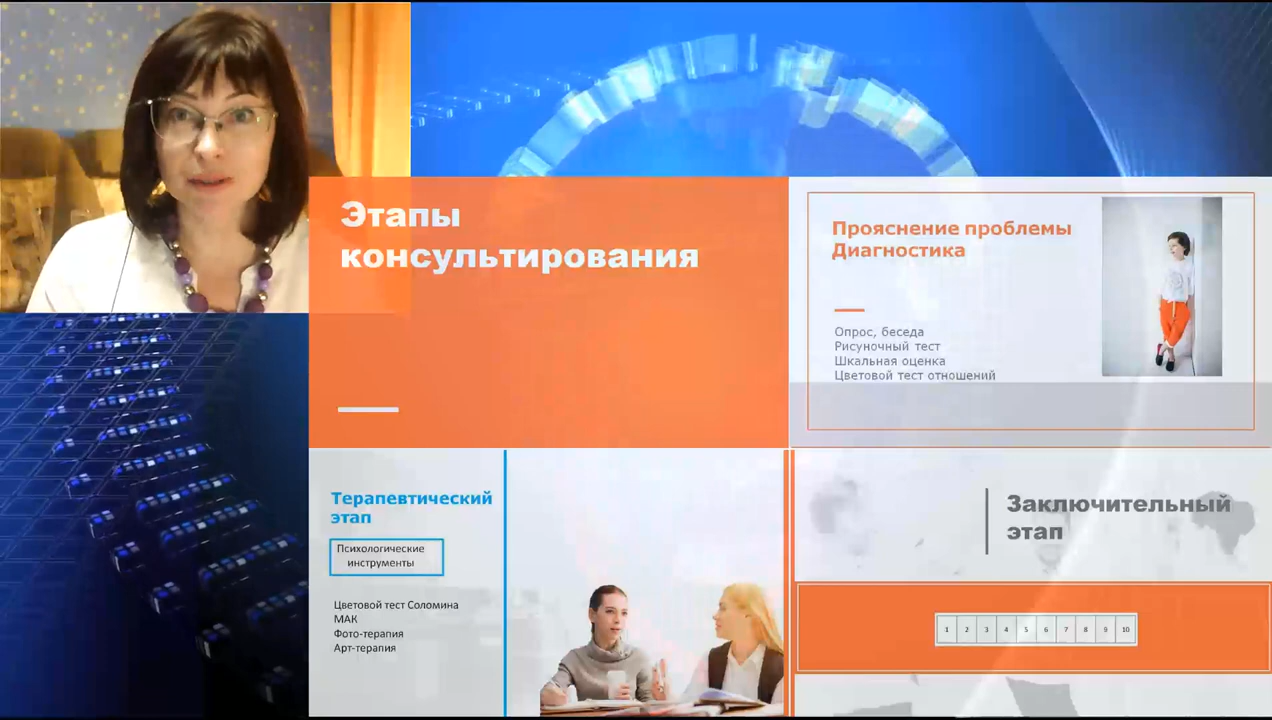 Этапы
консультирования
Прояснение проблемы
Диагностика
Опрос, беседа
Рисуночный тест
Шкальная оценка
Цветовой тест отношений
Терапевтический
этап
Психологические
инструменты
Цветовой тест Соломина
МАК
Фото-терапия
Арт-терапия
Заключительный
этап
1 2 3 4 5 6 7 8 9 10